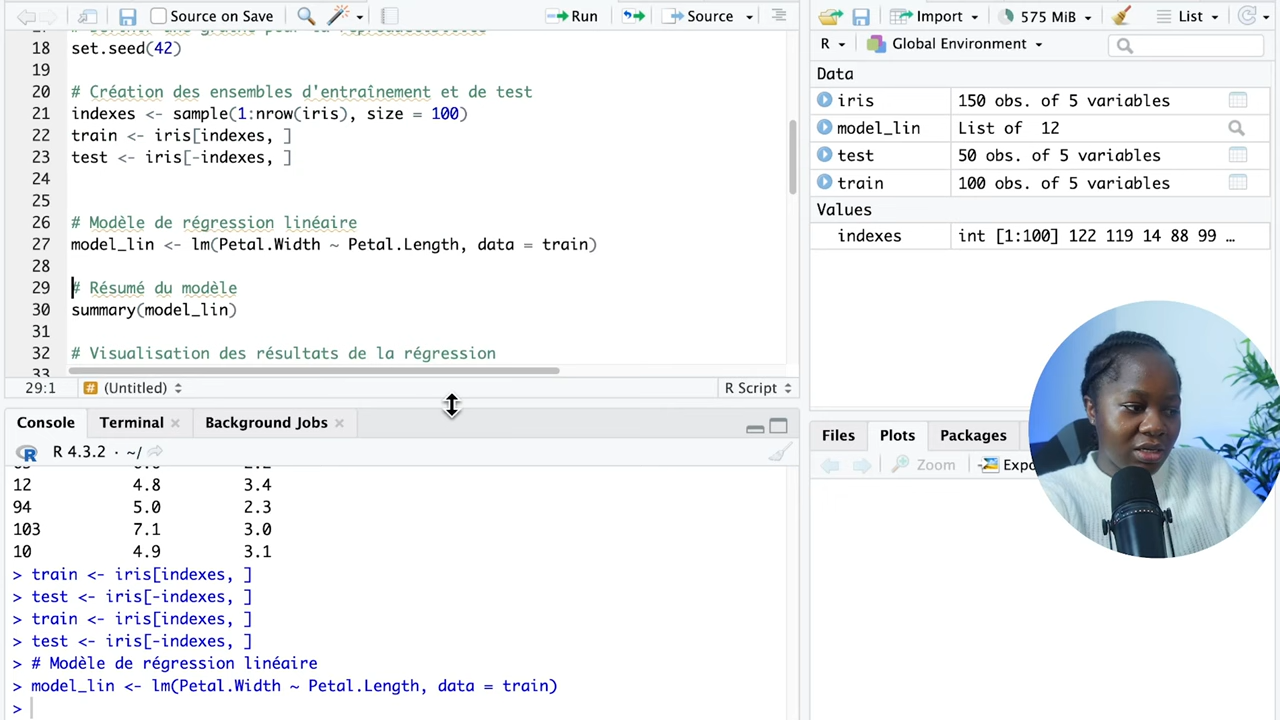 Source on Save
Run
Source
18 set.seed(42)
19
20 # Création des ensembles d'entraînement et de test
21 indexes <- sample(1:nrow(iris), size = 100)
22 train <- iris[indexes, ]
23 test <- iris[-indexes, ]
24
25
26 # Modèle de régression linéaire
27 model_lin <- lm(Petal.Width ~ Petal.Length, data = train)
28
29 # Résumé du modèle
30 summary(model_lin)
31
32 # Visualisation des résultats de la régression
33
29:1 # (Untitled) R Script
Console Terminal Background Jobs
R 4.3.2 · ~/
12 4.8 3.4
94 5.0 2.3
103 7.1 3.0
10 4.9 3.1
> train <- iris[indexes, ]
> test <- iris[-indexes, ]
> train <- iris[indexes, ]
> test <- iris[-indexes, ]
> # Modèle de régression linéaire
> model_lin <- lm(Petal.Width ~ Petal.Length, data = train)
>
Import 575 MiB List
R Global Environment
Data
iris 150 obs. of 5 variables
model_lin List of 12
test 50 obs. of 5 variables
train 100 obs. of 5 variables
Values
indexes int [1:100] 122 119 14 88 99 …
Files Plots Packages
Zoom Expo